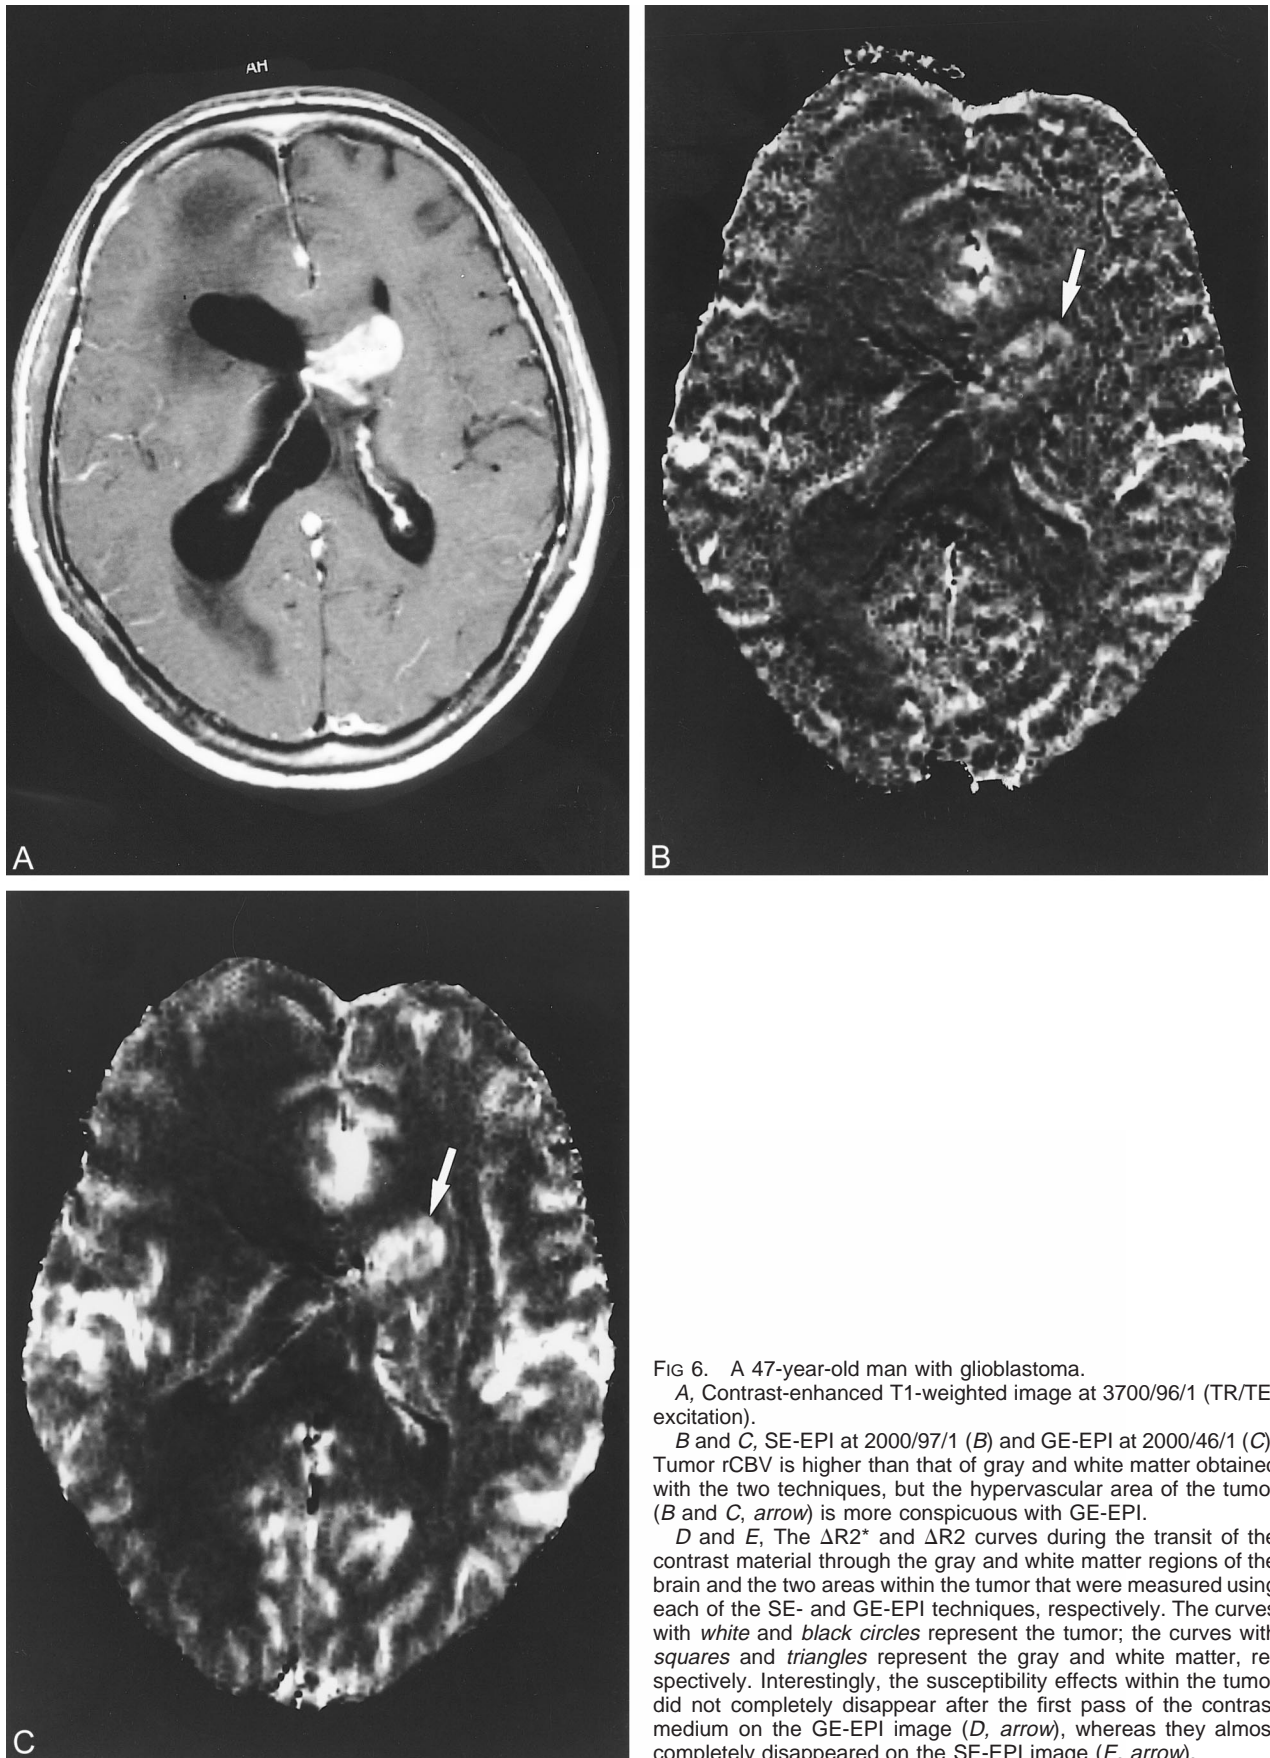 AH
A
B
C
FIG 6. A 47-year-old man with glioblastoma.
A, Contrast-enhanced T1-weighted image at 3700/96/1 (TR/TE
excitation).
B and C, SE-EPI at 2000/97/1 (B) and GE-EPI at 2000/46/1 (C)
Tumor rCBV is higher than that of gray and white matter obtained
with the two techniques, but the hypervascular area of the tumo
(B and C, arrow) is more conspicuous with GE-EPI.
D and E, The ΔR2* and ΔR2 curves during the transit of the
contrast material through the gray and white matter regions of the
brain and the two areas within the tumor that were measured using
each of the SE- and GE-EPI techniques, respectively. The curves
with white and black circles represent the tumor; the curves with
squares and triangles represent the gray and white matter, re
spectively. Interestingly, the susceptibility effects within the tumo
did not completely disappear after the first pass of the contras
medium on the GE-EPI image (D, arrow), whereas they almos
completely disappeared on the SE-EPI image (E, arrow).